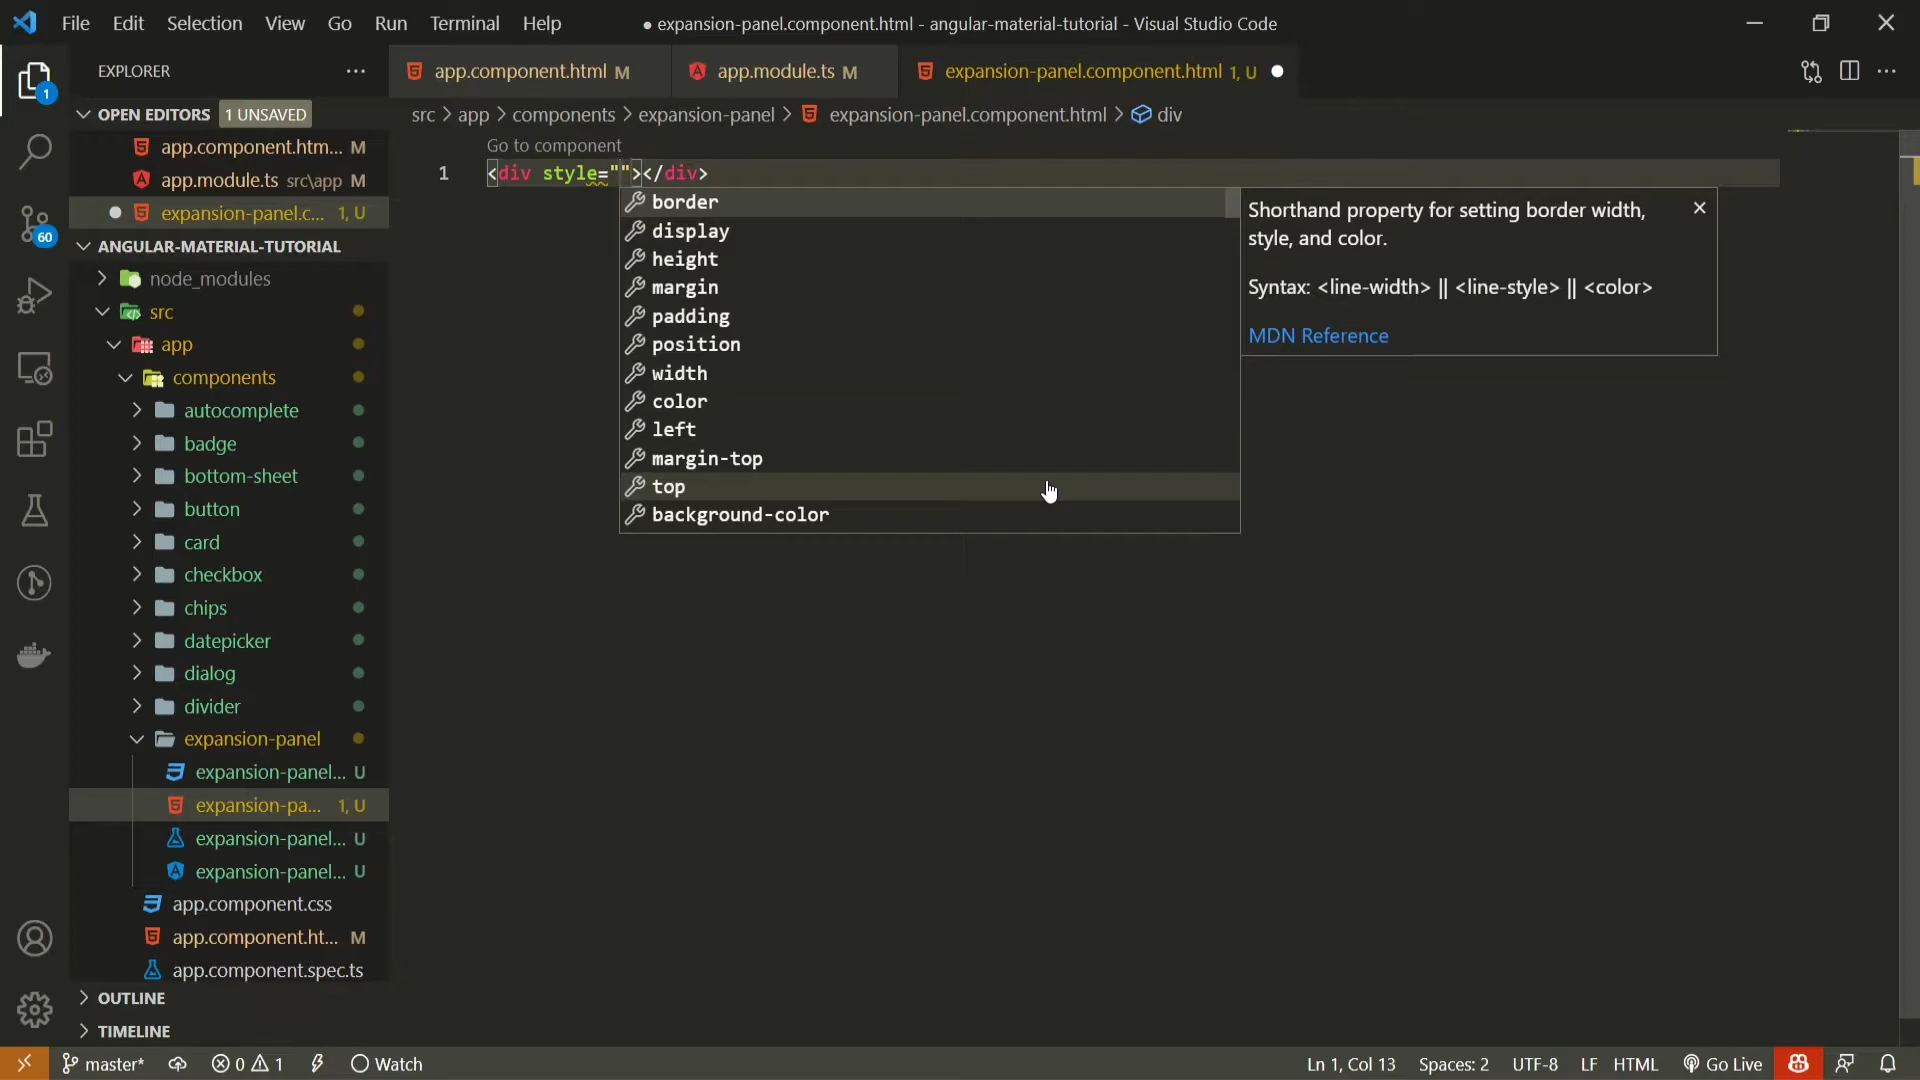 File Edit Selection View Go Run Terminal Help
● expansion-panel.component.html - angular-material-tutorial - Visual Studio Code
EXPLORER
app.component.html M
app.module.ts M
expansion-panel.component.html 1, U
OPEN EDITORS 1 UNSAVED
app.component.htm... M
app.module.ts src\app M
expansion-panel.c... 1, U
ANGULAR-MATERIAL-TUTORIAL
node_modules
src
app
components
autocomplete
badge
bottom-sheet
button
card
checkbox
chips
datepicker
dialog
divider
expansion-panel
expansion-panel... U
expansion-pa... 1, U
expansion-panel... U
expansion-panel... U
app.component.css
app.component.ht... M
app.component.spec.ts
OUTLINE
TIMELINE
1
60
src > app > components > expansion-panel > expansion-panel.component.html > div
Go to component
1 <div style=""></div>
border
display
height
margin
padding
position
width
color
left
margin-top
top
background-color
Shorthand property for setting border width,
style, and color.
Syntax: <line-width> || <line-style> || <color>
MDN Reference
master* 0 1 Watch
Ln 1, Col 13 Spaces: 2 UTF-8 LF HTML Go Live